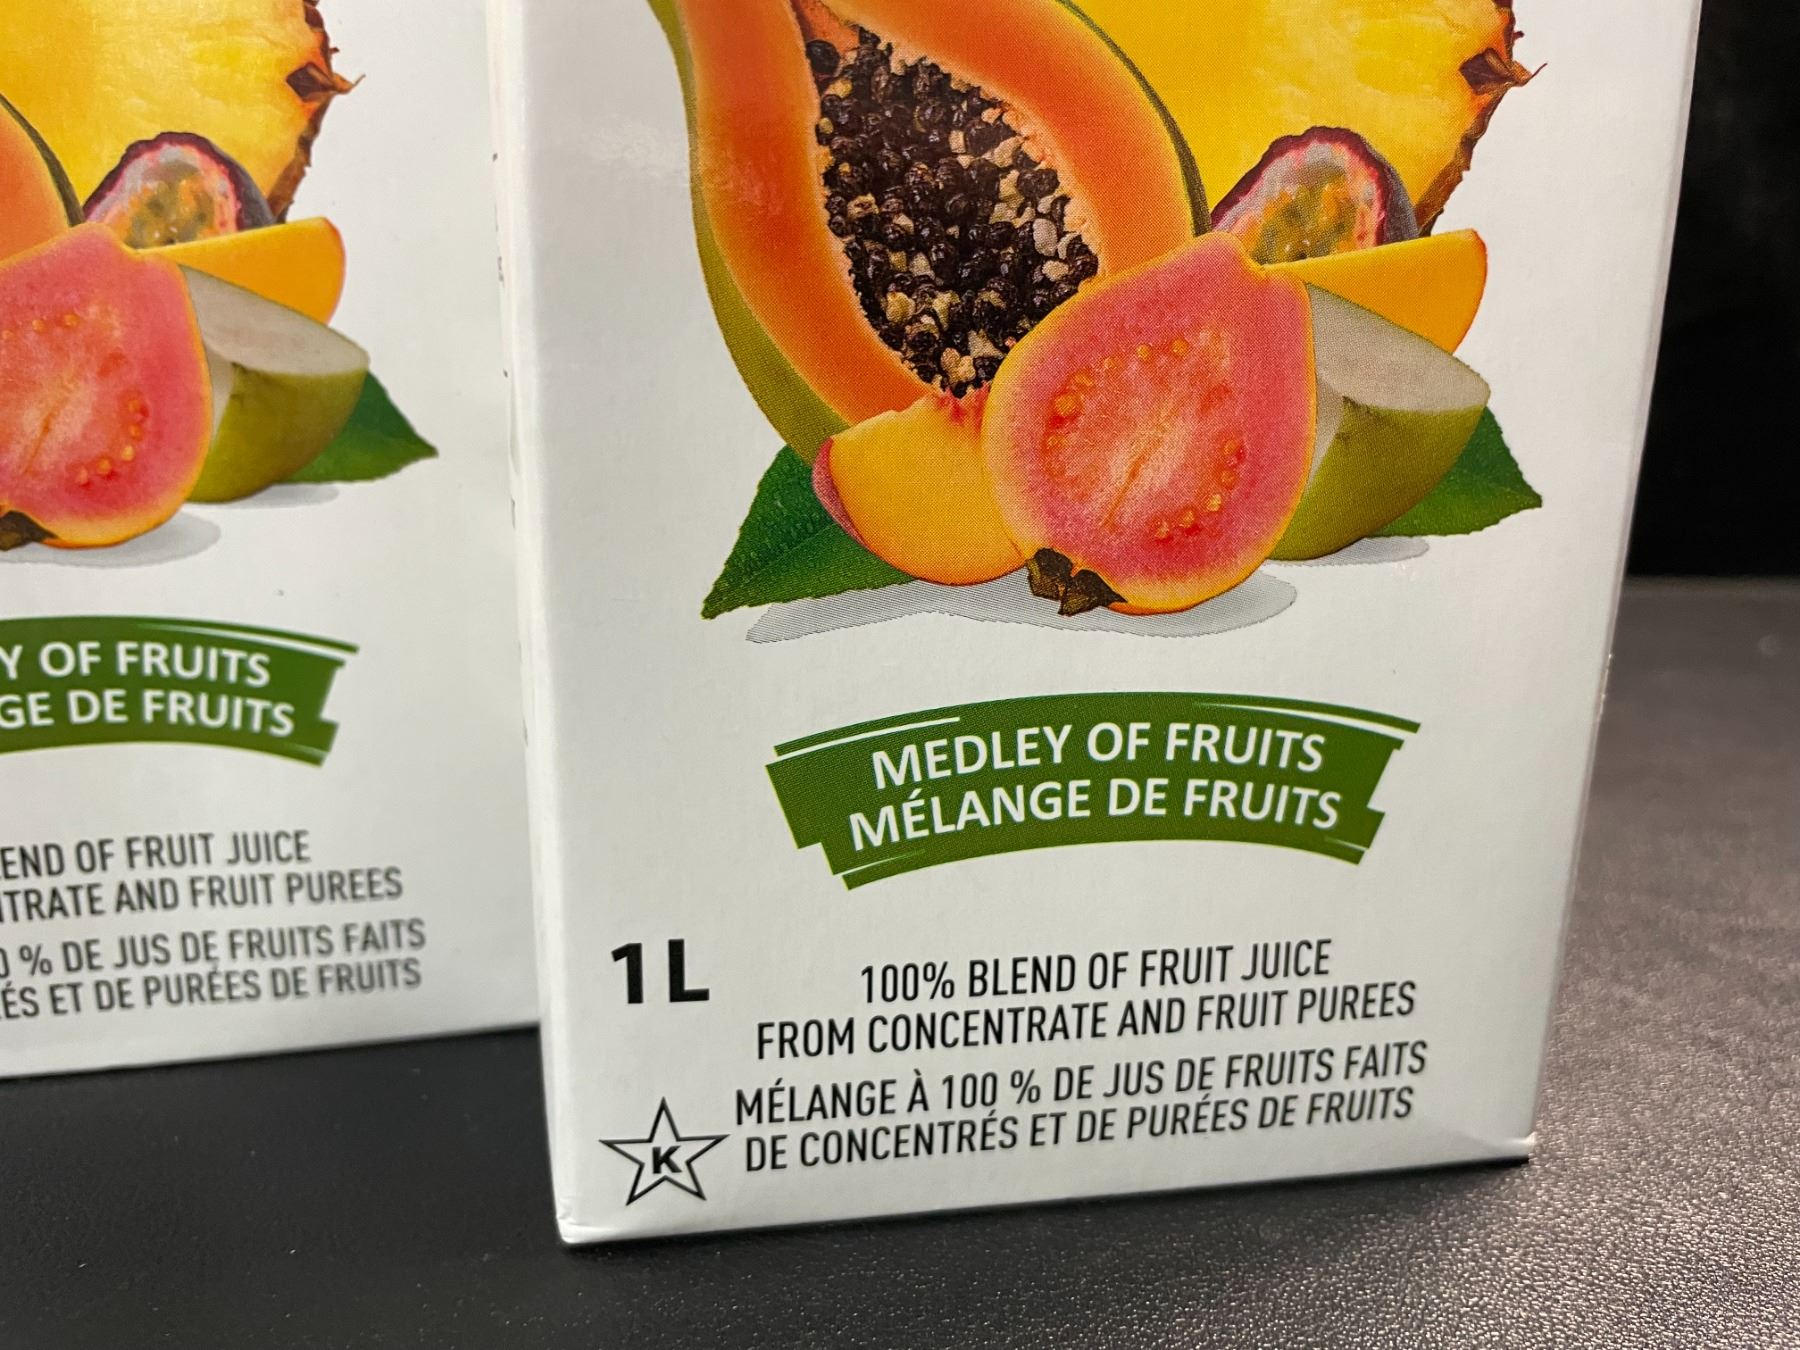 Y OF FRUITS
GE DE FRUITS
END OF FRUIT JUICE
TRATE AND FRUIT PUREES
% DE JUS DE FRUITS FAITS
ÉS ET DE PURÉES DE FRUITS
MEDLEY OF FRUITS
MÉLANGE DE FRUITS
1L
100% BLEND OF FRUIT JUICE
FROM CONCENTRATE AND FRUIT PUREES
MÉLANGE À 100 % DE JUS DE FRUITS FAITS
DE CONCENTRÉS ET DE PURÉES DE FRUITS
K